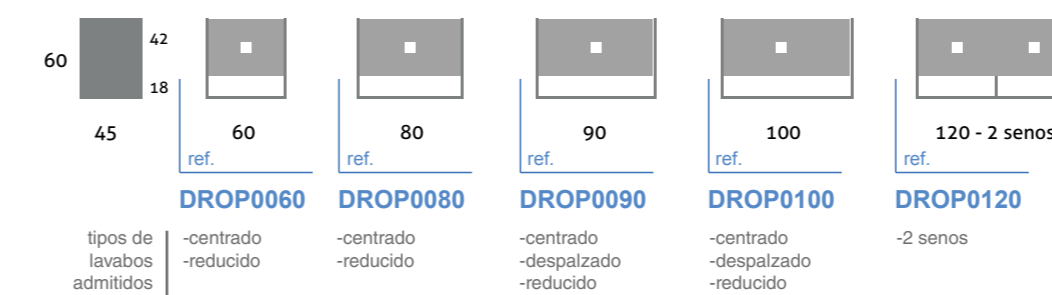 42
60
18
45
60
80
90
100
120 - 2 senos
ref.
ref.
ref.
ref.
ref.
DROP0060
DROP0080
DROP0090
DROP0100
DROP0120
tipos de
lavabos
admitidos
-centrado
-reducido
-centrado
-reducido
-centrado
-despalzado
-reducido
-centrado
-despalzado
-reducido
-2 senos